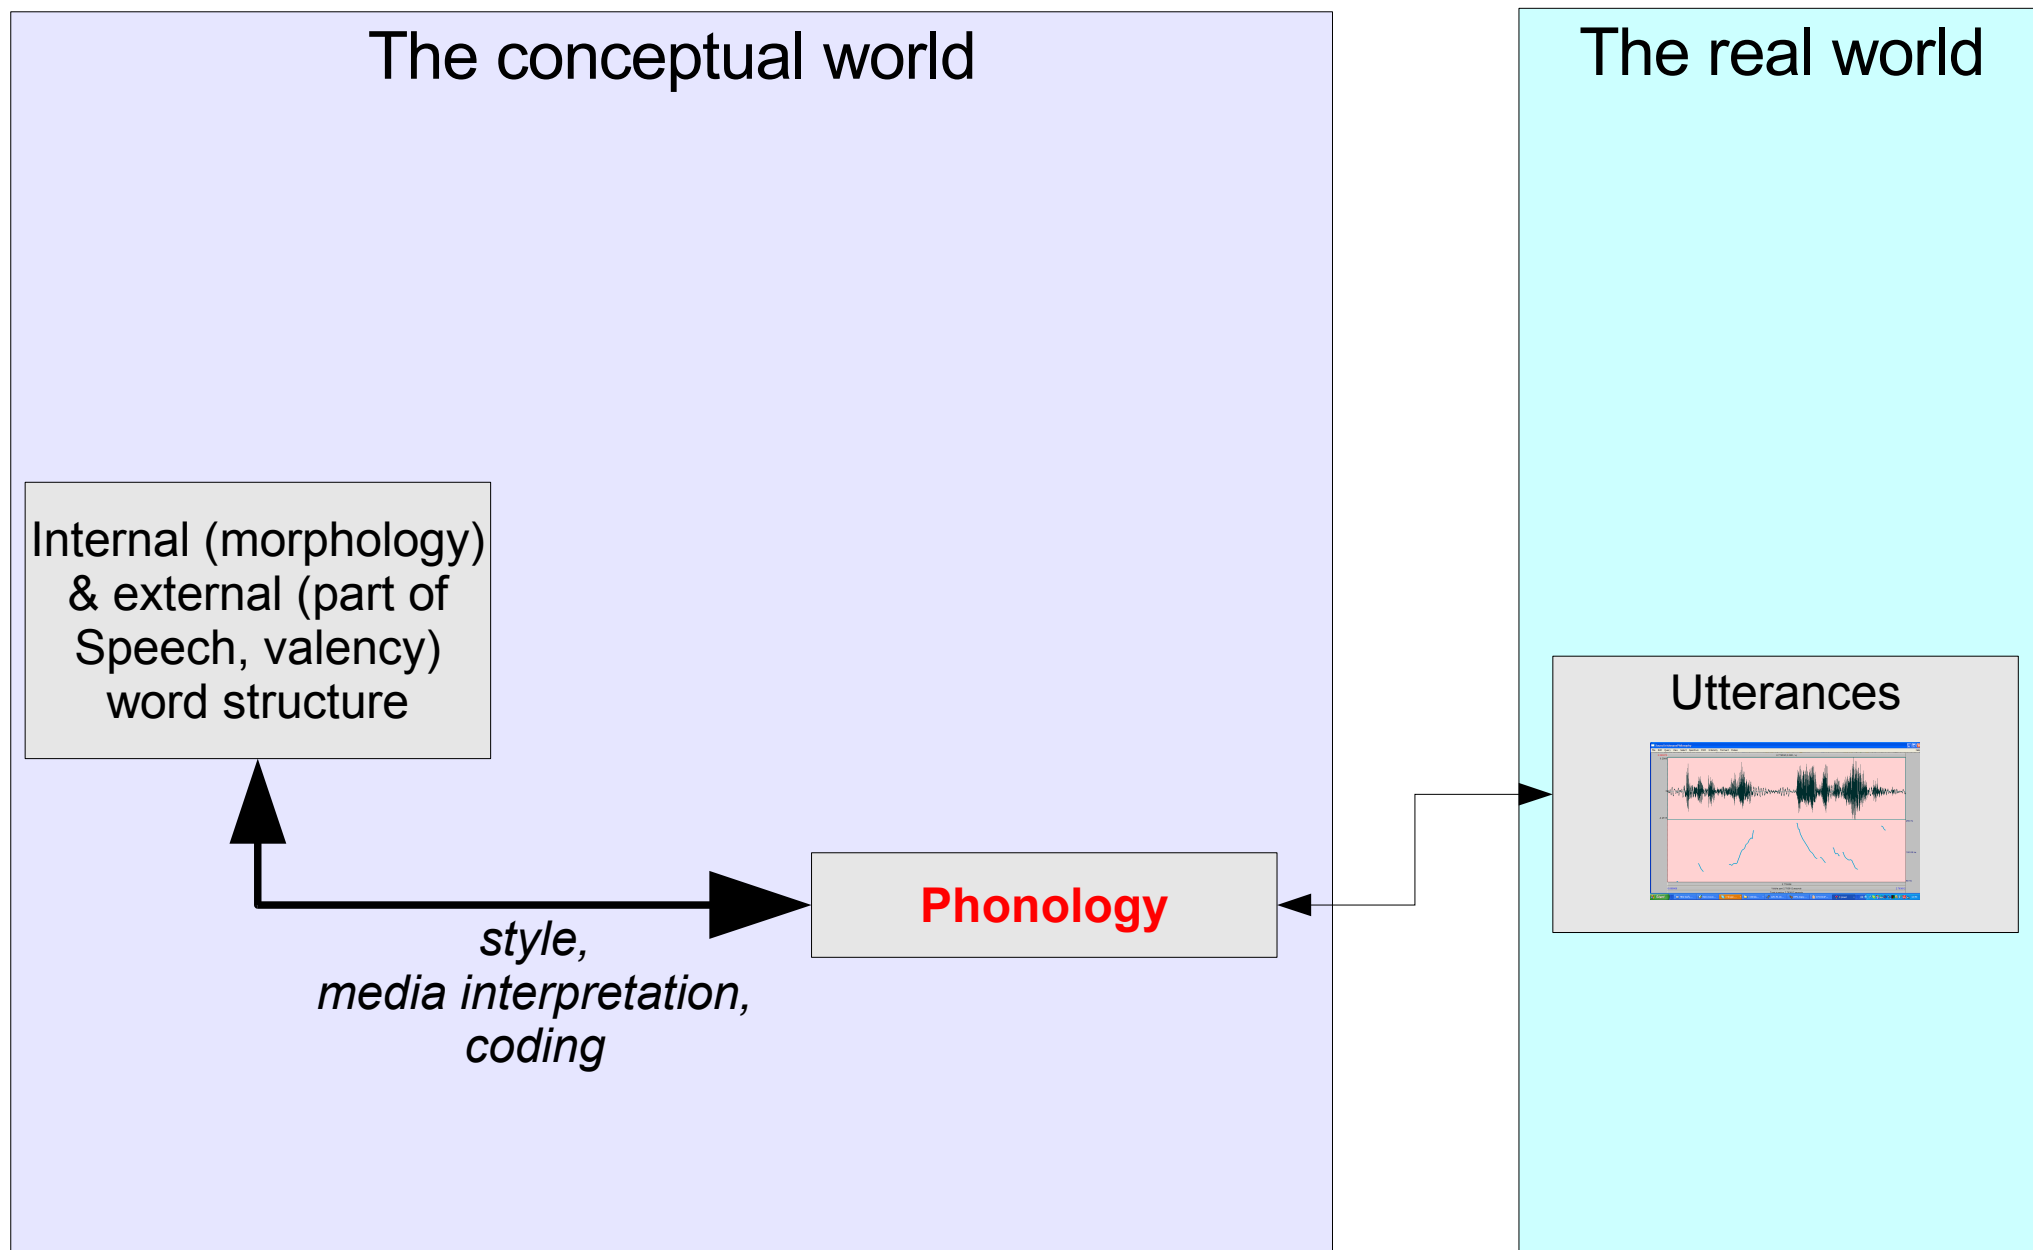 The conceptual world
The real world
Internal (morphology)
& external (part of
Speech, valency)
word structure
Utterances
Phonology
style,
media interpretation,
coding